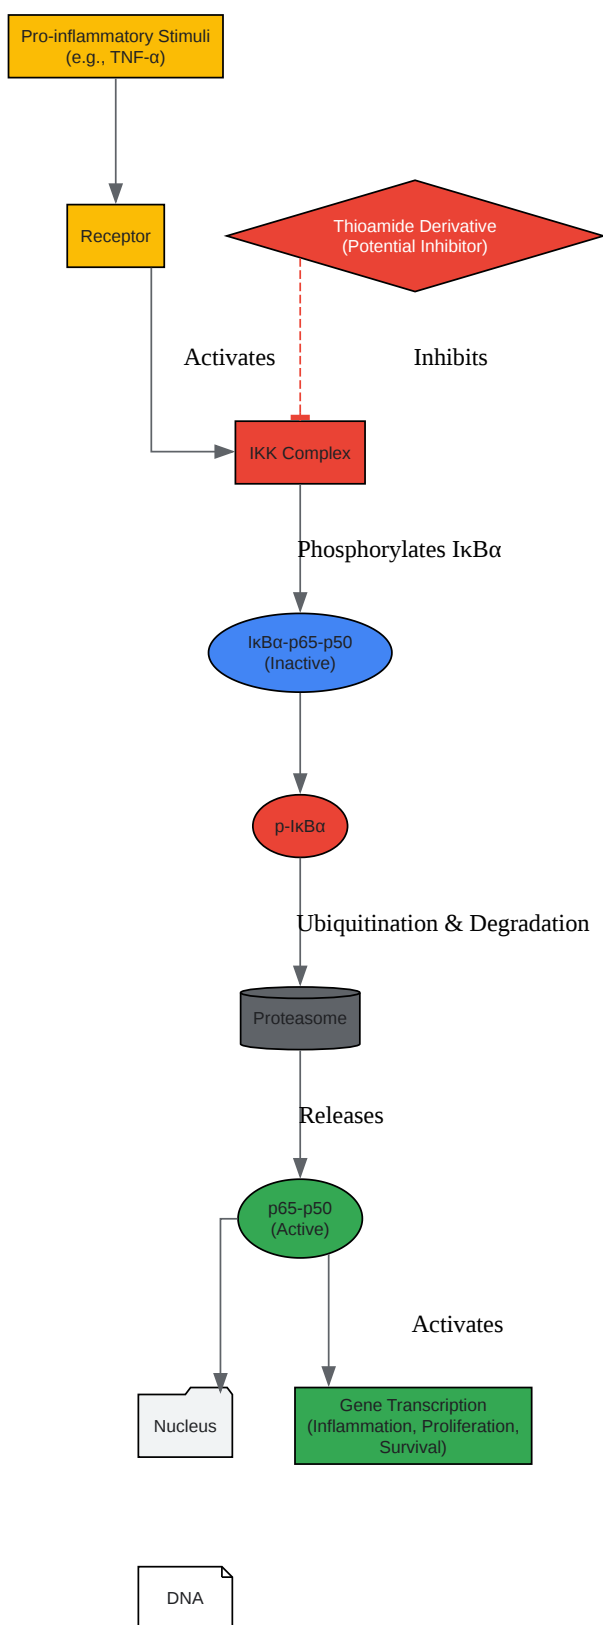 Pro-inflammatory Stimuli
(e.g., TNF-α)
Receptor
Thioamide Derivative
(Potential Inhibitor)
Activates
Inhibits
IKK Complex
Phosphorylates IκBα
IκBα-p65-p50
(Inactive)
p-IκBα
Ubiquitination & Degradation
Proteasome
Releases
p65-p50
(Active)
Activates
Nucleus
Gene Transcription
(Inflammation, Proliferation,
Survival)
DNA